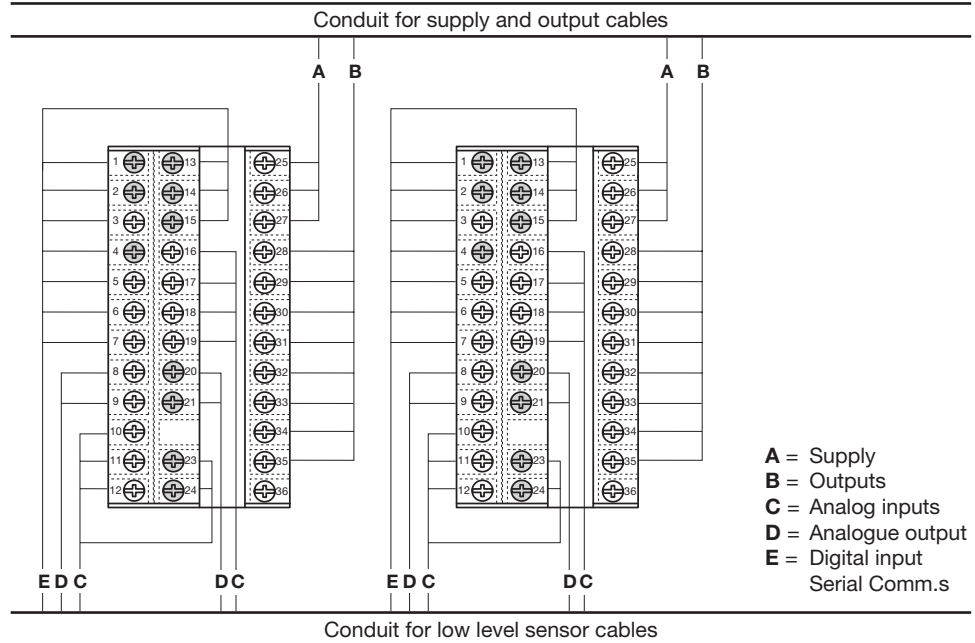 Conduit for supply and output cables
A B A B
1 13 25 1 13 25
2 14 26 2 14 26
3 15 27 3 15 27
4 16 28 4 16 28
5 17 29 5 17 29
6 18 30 6 18 30
7 19 31 7 19 31
8 20 32 8 20 32
9 21 33 9 21 33
10 34 10 34
11 23 35 11 23 35
12 24 36 12 24 36
A = Supply
B = Outputs
C = Analog inputs
D = Analogue output
E = Digital input
Serial Comm.s
E D C D C E D C D C
Conduit for low level sensor cables